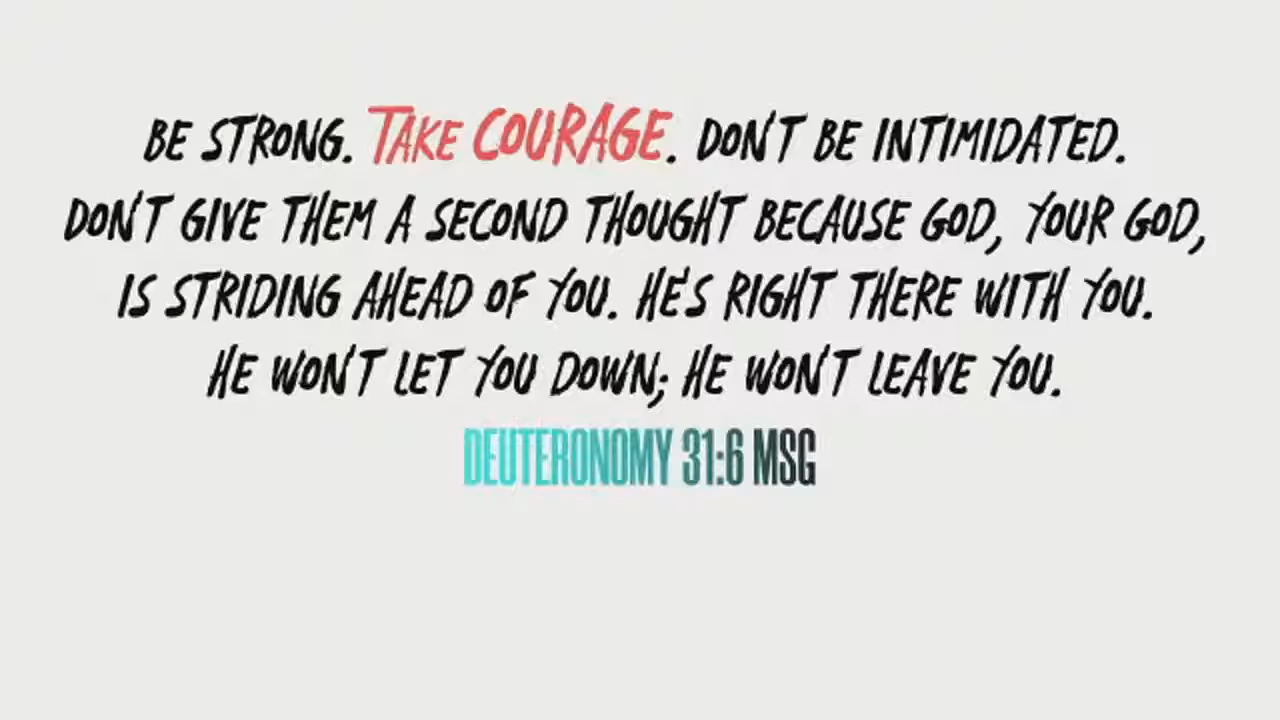 BE STRONG. TAKE COURAGE. DON'T BE INTIMIDATED.
DON'T GIVE THEM A SECOND THOUGHT BECAUSE GOD, YOUR GOD,
IS STRIDING AHEAD OF YOU. HE'S RIGHT THERE WITH YOU.
HE WON'T LET YOU DOWN; HE WON'T LEAVE YOU.
DEUTERONOMY 31:6 MSG